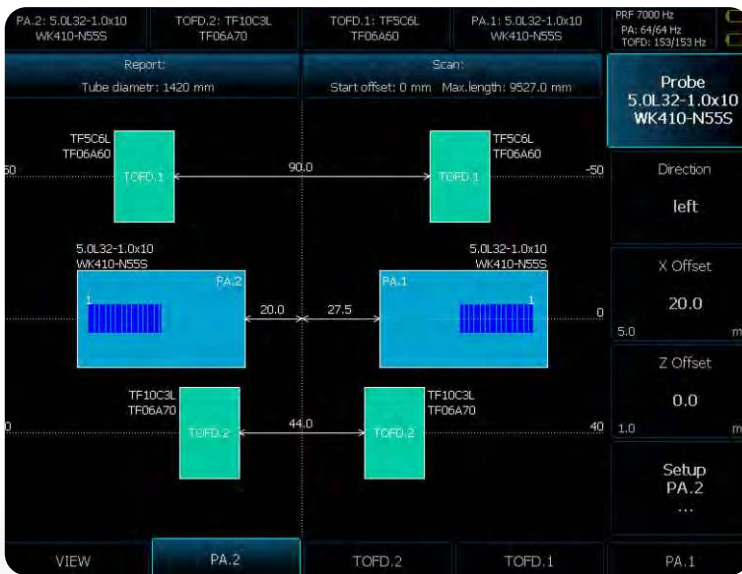 PA.2: 5.0L32-1.0x10
WK410-N55S
TOFD.2: TF10C3L
TF06A70
TOFD.1: TF5C6L
TF06A60
PA.1: 5.0L32-1.0x10
WK410-N55S
PRF 7000 Hz
PA: 64/64 Hz
TOFD: 153/153 Hz
Report:
Tube diametr: 1420 mm
Scan:
Start offset: 0 mm Max.length: 9527.0 mm
Probe
5.0L32-1.0x10
WK410-N55S
TF5C6L
TF06A60
TOFD.1
90.0
TF5C6L
TF06A60
TOFD.1
-50
Direction
left
5.0L32-1.0x10
WK410-N55S
PA.2
1
20.0
27.5
5.0L32-1.0x10
WK410-N55S
PA.1
1
0
X Offset
20.0
5.0
Z Offset
0.0
1.0
TF10C3L
TF06A70
TOFD.2
44.0
TF10C3L
TF06A70
TOFD.2
40
Setup
PA.2
...
VIEW
PA.2
TOFD.2
TOFD.1
PA.1